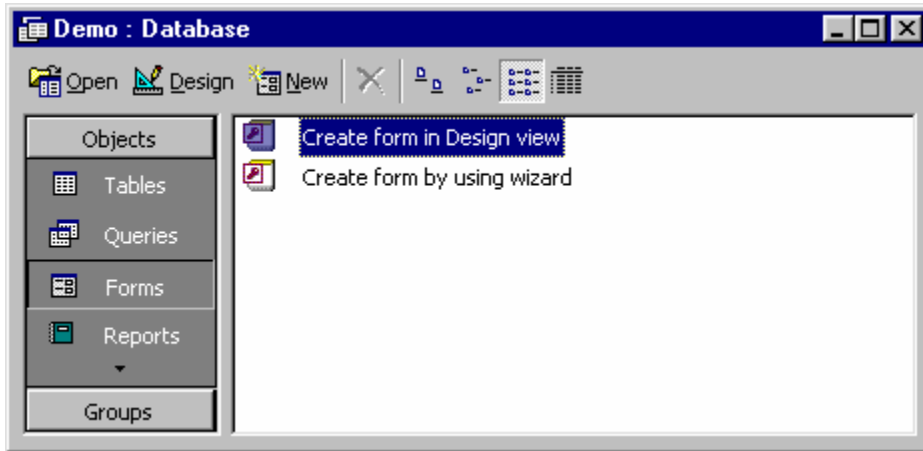 Demo : Database
Open Design New
Objects
Tables
Queries
Forms
Reports
Groups
Create form in Design view
Create form by using wizard